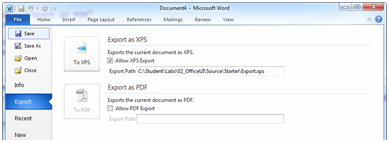 Document4 - Microsoft Word
File Home Insert Page Layout References Mailings Review View
Save
Save As
Open
Close
Info
Export
Recent
New
Export as XPS
To XPS
Exports the current document as XPS.
Allow XPS Export
Export Path: C:\Student\Labs\02_OfficeUI\Source\Starter\Export.xps
Export as PDF
To PDF
Exports the current document as PDF.
Allow PDF Export
Export Path: